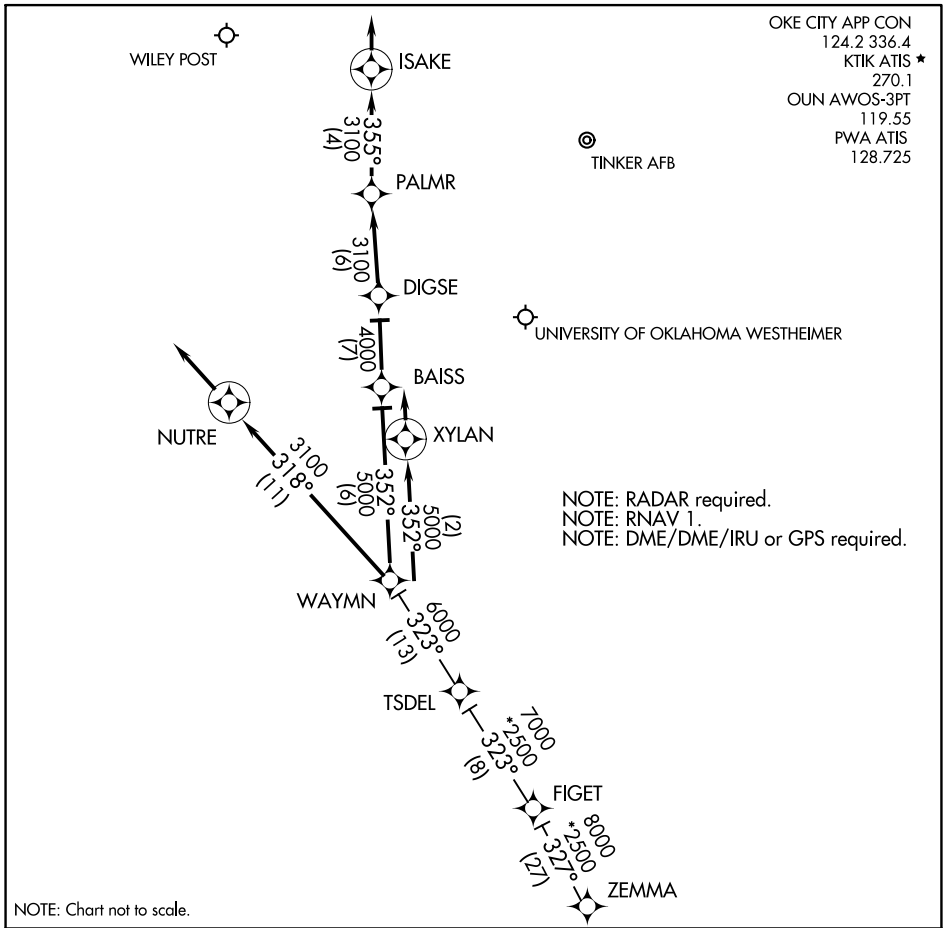 OKE CITY APP CON
124.2 336.4
KTIK ATIS ★
270.1
OUN AWOS-3PT
119.55
PWA ATIS
128.725
WILEY POST
ISAKE
355°
3100
(4)
TINKER AFB
PALMR
3100
(6)
DIGSE
UNIVERSITY OF OKLAHOMA WESTHEIMER
4000
(7)
BAISS
NUTRE
XYLAN
3100
318°
(11)
352°
5000
(6)
(2)
5000
352°
NOTE: RADAR required.
NOTE: RNAV 1.
NOTE: DME/DME/IRU or GPS required.
WAYMN
6000
323°
(13)
TSDEL
7000
*2500
323°
(8)
FIGET
8000
*2500
327°
(27)
ZEMMA
NOTE: Chart not to scale.